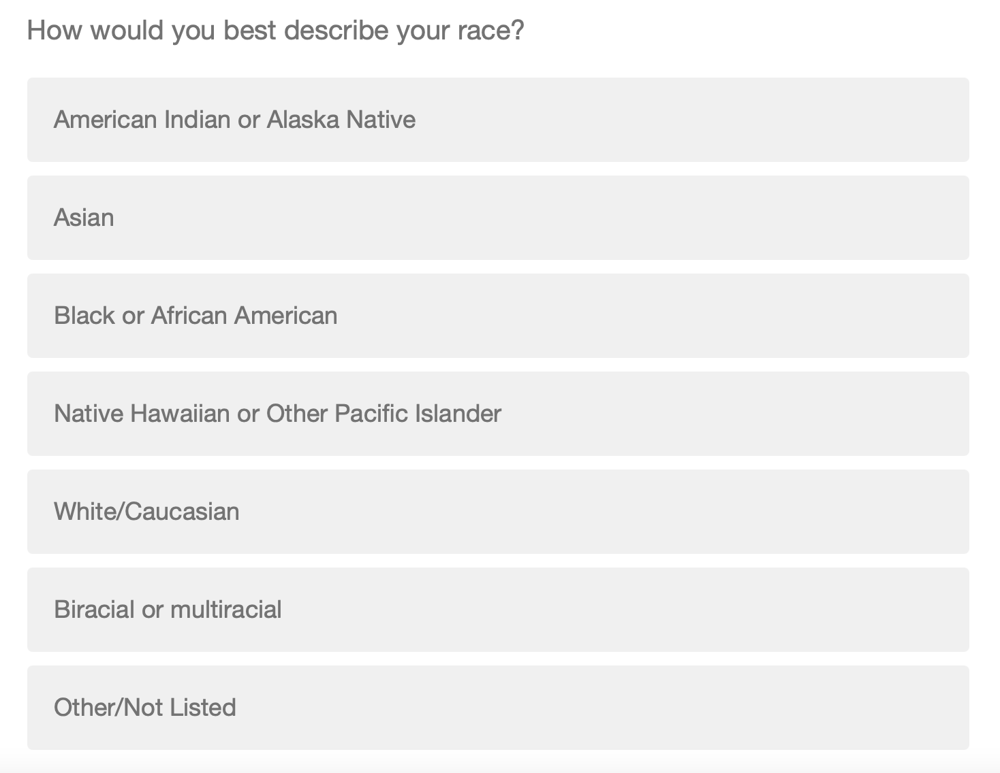 How would you best describe your race?
American Indian or Alaska Native
Asian
Black or African American
Native Hawaiian or Other Pacific Islander
White/Caucasian
Biracial or multiracial
Other/Not Listed